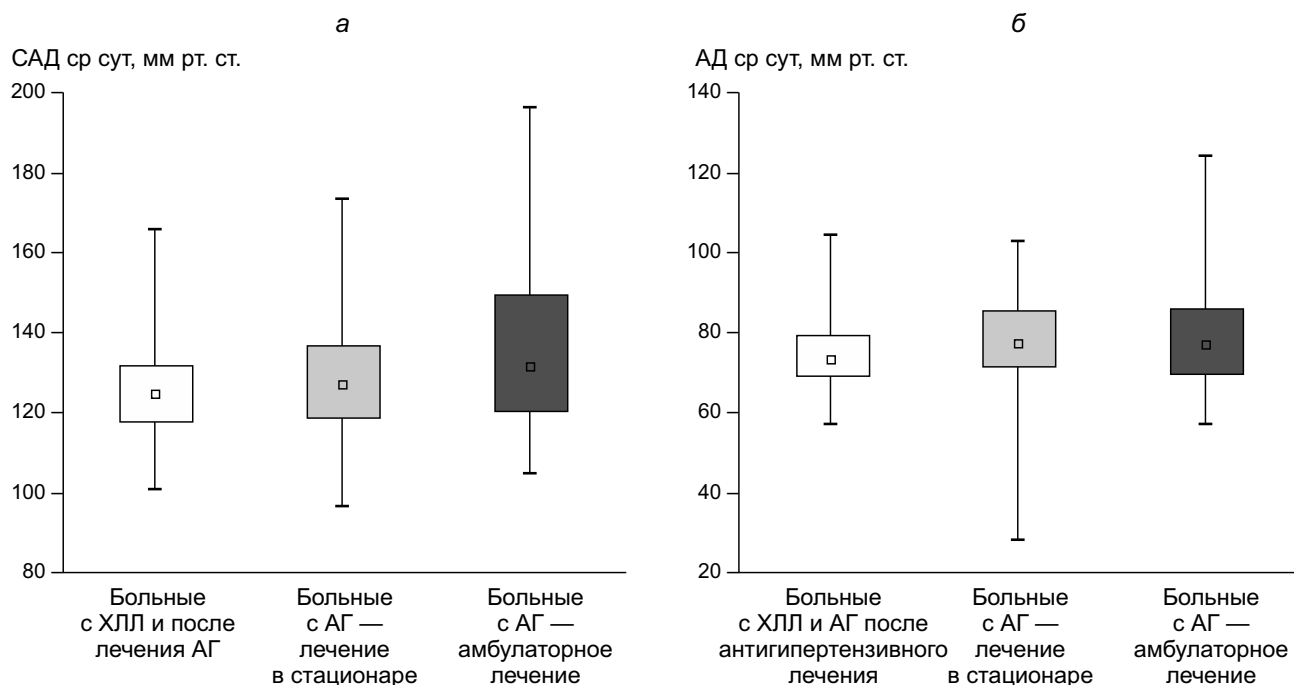 а
САД ср сут, мм рт. ст.
200
180
160
140
120
100
80
Больные
с ХЛЛ и после
лечения АГ
Больные
с АГ —
лечение
в стационаре
Больные
с АГ —
амбулаторное
лечение
б
АД ср сут, мм рт. ст.
140
120
100
80
60
40
20
Больные
с ХЛЛ и АГ после
антигипертензивного
лечения
Больные
с АГ —
лечение
в стационаре
Больные
с АГ —
амбулаторное
лечение